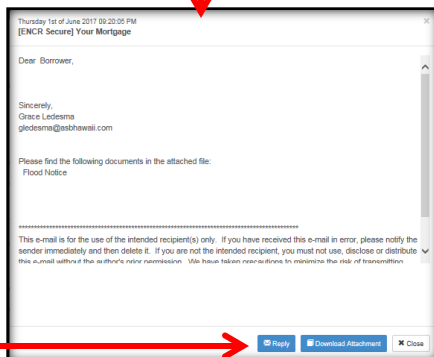 Thursday 1st of June 2017 09:20:05 PM
[ENCR Secure] Your Mortgage
Dear Borrower,
Sincerely,
Grace Ledesma
gledesma@asbhawaii.com
Please find the following documents in the attached file:
Flood Notice
******************************************************************************************
This e-mail is for the use of the intended recipient(s) only. If you have received this e-mail in error, please notify the
sender immediately and then delete it. If you are not the intended recipient, you must not use, disclose or distribute
this e-mail without the author's prior permission. We have taken precautions to minimize the risk of transmitting
Reply Download Attachment Close